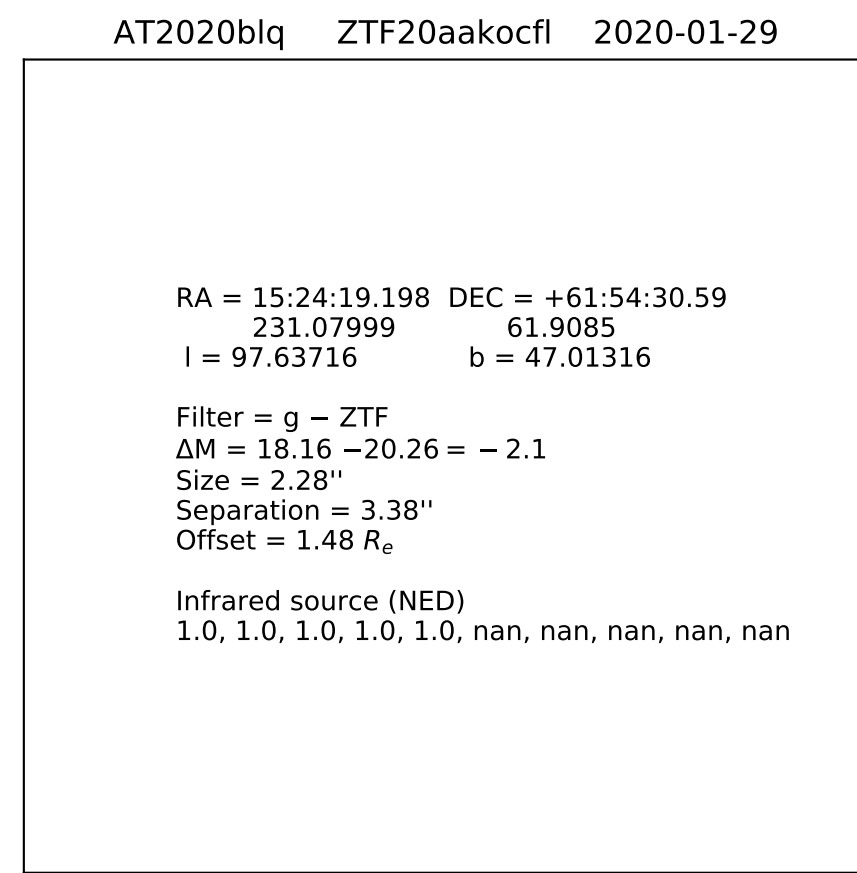 AT2020blq ZTF20aakocfl 2020-01-29
RA = 15:24:19.198 DEC = +61:54:30.59
231.07999 61.9085
l = 97.63716 b = 47.01316
Filter = g − ZTF
ΔM = 18.16 −20.26 = − 2.1
Size = 2.28''
Separation = 3.38''
Offset = 1.48 Rₑ
Infrared source (NED)
1.0, 1.0, 1.0, 1.0, 1.0, nan, nan, nan, nan, nan